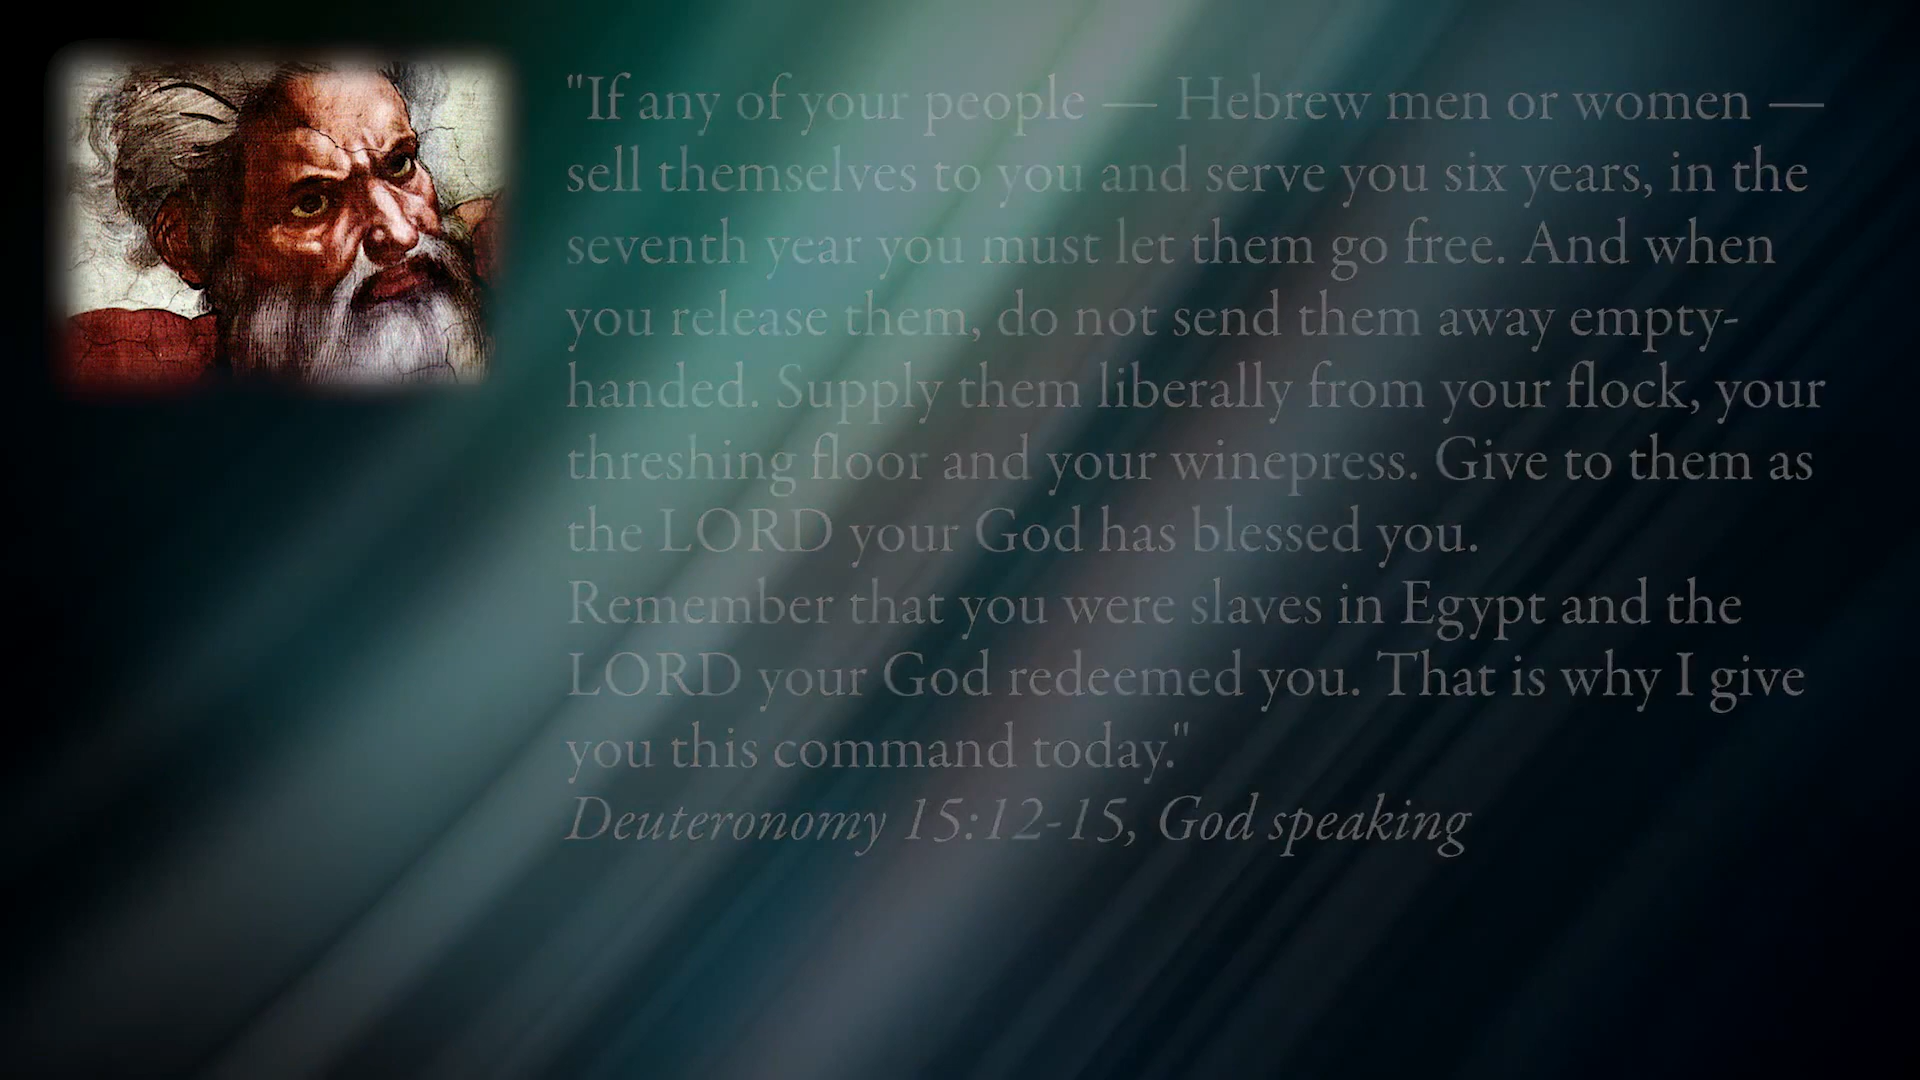 "If any of your people — Hebrew men or women —
sell themselves to you and serve you six years, in the
seventh year you must let them go free. And when
you release them, do not send them away empty-
handed. Supply them liberally from your flock, your
threshing floor and your winepress. Give to them as
the LORD your God has blessed you.
Remember that you were slaves in Egypt and the
LORD your God redeemed you. That is why I give
you this command today."
Deuteronomy 15:12-15, God speaking